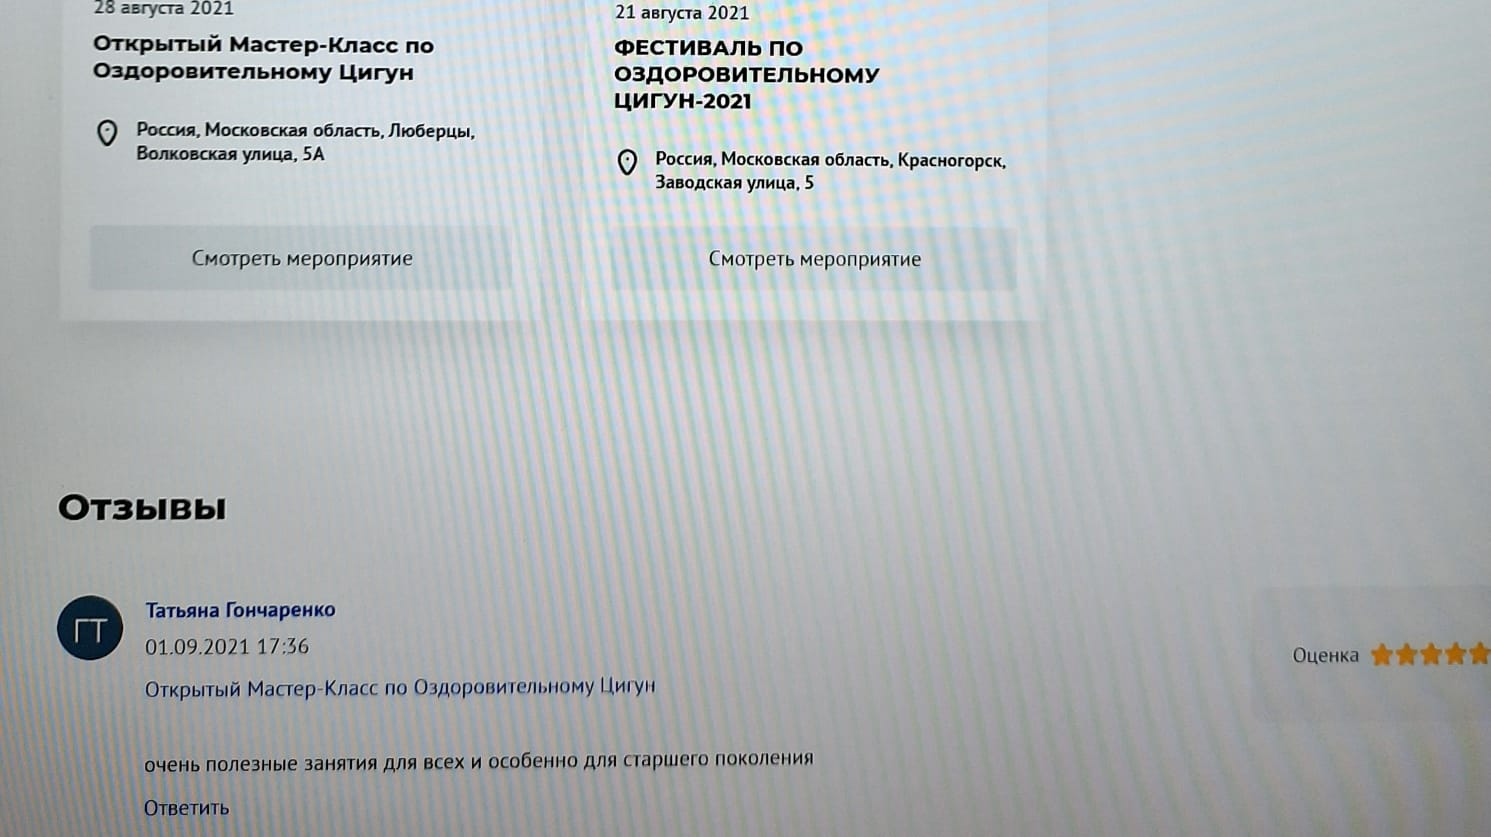 28 августа 2021
Открытый Мастер-Класс по
Оздоровительному Цигун
Россия, Московская область, Люберцы,
Волковская улица, 5А
Смотреть мероприятие
21 августа 2021
ФЕСТИВАЛЬ ПО
ОЗДОРОВИТЕЛЬНОМУ
ЦИГУН-2021
Россия, Московская область, Красногорск,
Заводская улица, 5
Смотреть мероприятие
Отзывы
ГТ
Татьяна Гончаренко
01.09.2021 17:36
Открытый Мастер-Класс по Оздоровительному Цигун
Оценка
очень полезные занятия для всех и особенно для старшего поколения
Ответить